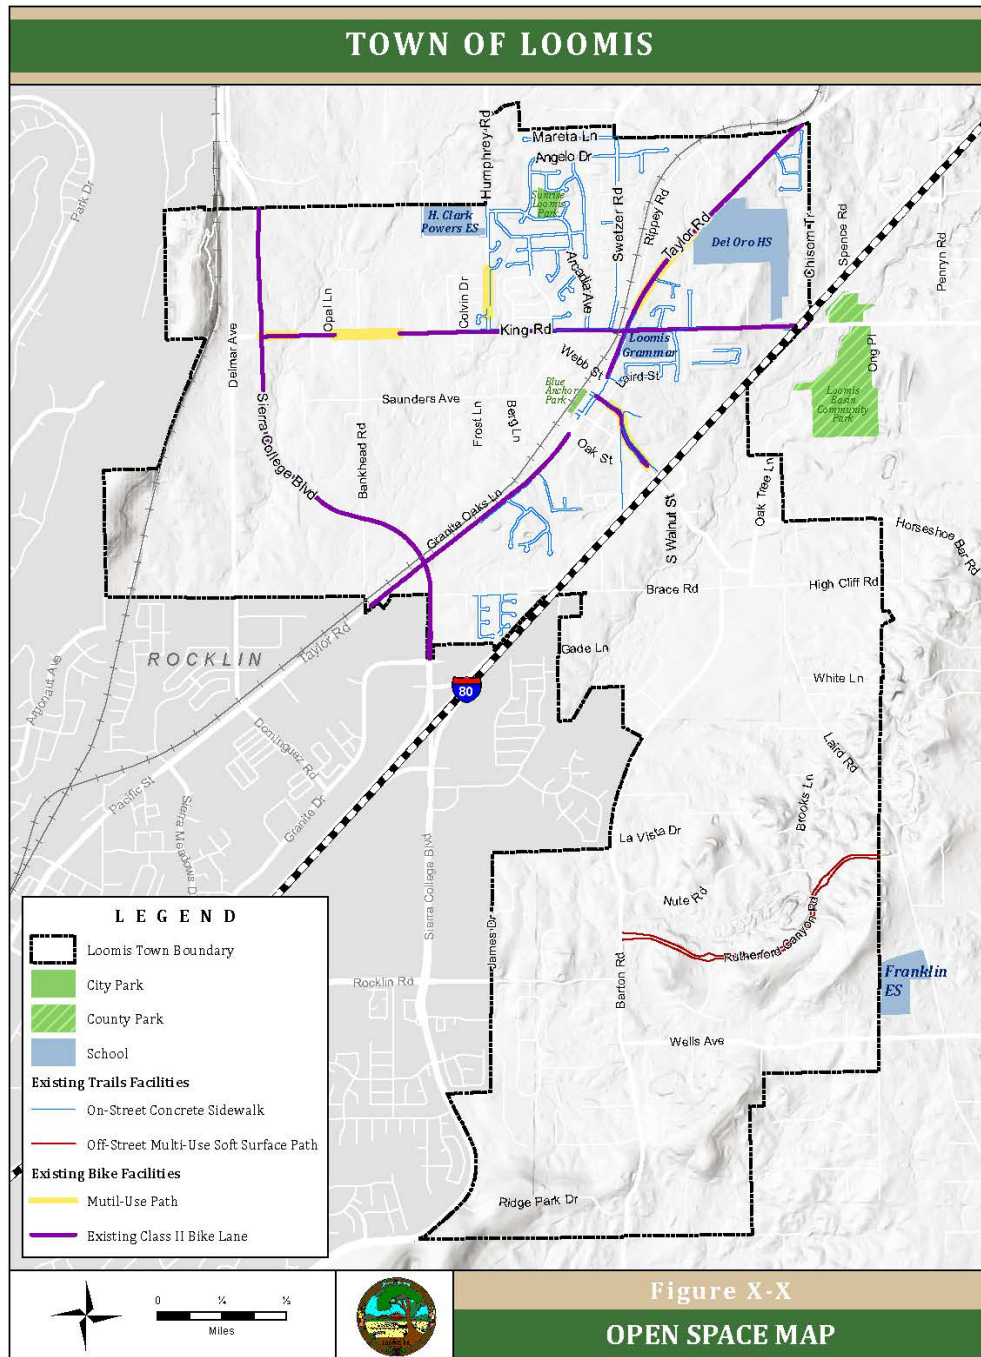 TOWN OF LOOMIS
Park Dr
Humphrey Rd
Mareta Ln
Angelo Dr
Sunrise
Loomis
Park
H. Clark
Powers ES
Swetzer Rd
Rippey Rd
Taylor Rd
Del Oro HS
Chisom Tr
Spence Rd
Penryn Rd
Arcadia Ave
Colvin Dr
Opal Ln
Delmar Ave
King Rd
Loomis
Grammar
Webb St
Laird St
Blue
Anchor
Park
Ong Pl
Loomis
Basin
Community
Park
Saunders Ave
Sierra College Blvd
Bankhead Rd
Frost Ln
Berg Ln
Oak St
Granite Oaks Ln
S Walnut St
Oak Tree Ln
Horseshoe Bar Rd
Brace Rd
High Cliff Rd
ROCKLIN
Taylor Rd
Gade Ln
White Ln
80
Argonaut Ave
Dominguez Rd
Pacific St
Granite Dr
Sierra Meadows D
Sierra College Blvd
Laird Rd
Brooks Ln
La Vista Dr
Nute Rd
Rutherford Canyon Rd
James Dr
Barton Rd
Rocklin Rd
Franklin
ES
Wells Ave
Ridge Park Dr
LEGEND
Loomis Town Boundary
City Park
County Park
School
Existing Trails Facilities
On-Street Concrete Sidewalk
Off-Street Multi-Use Soft Surface Path
Existing Bike Facilities
Mutil-Use Path
Existing Class II Bike Lane
0 ¼ ½
Miles
Figure X-X
OPEN SPACE MAP